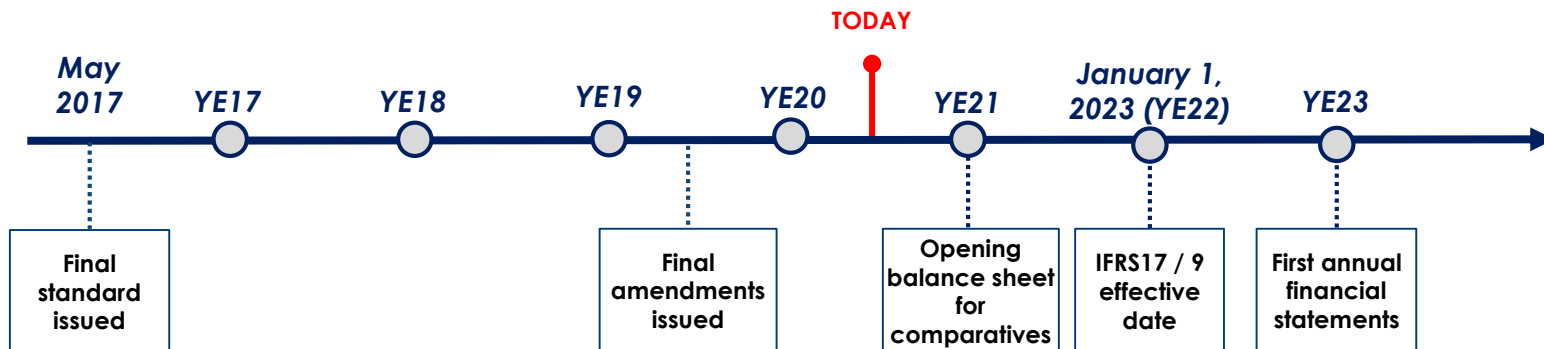 TODAY
May
2017
YE17
YE18
YE19
YE20
YE21
January 1,
2023 (YE22)
YE23
Final
standard
issued
Final
amendments
issued
Opening
balance sheet
for
comparatives
IFRS17 / 9
effective
date
First annual
financial
statements